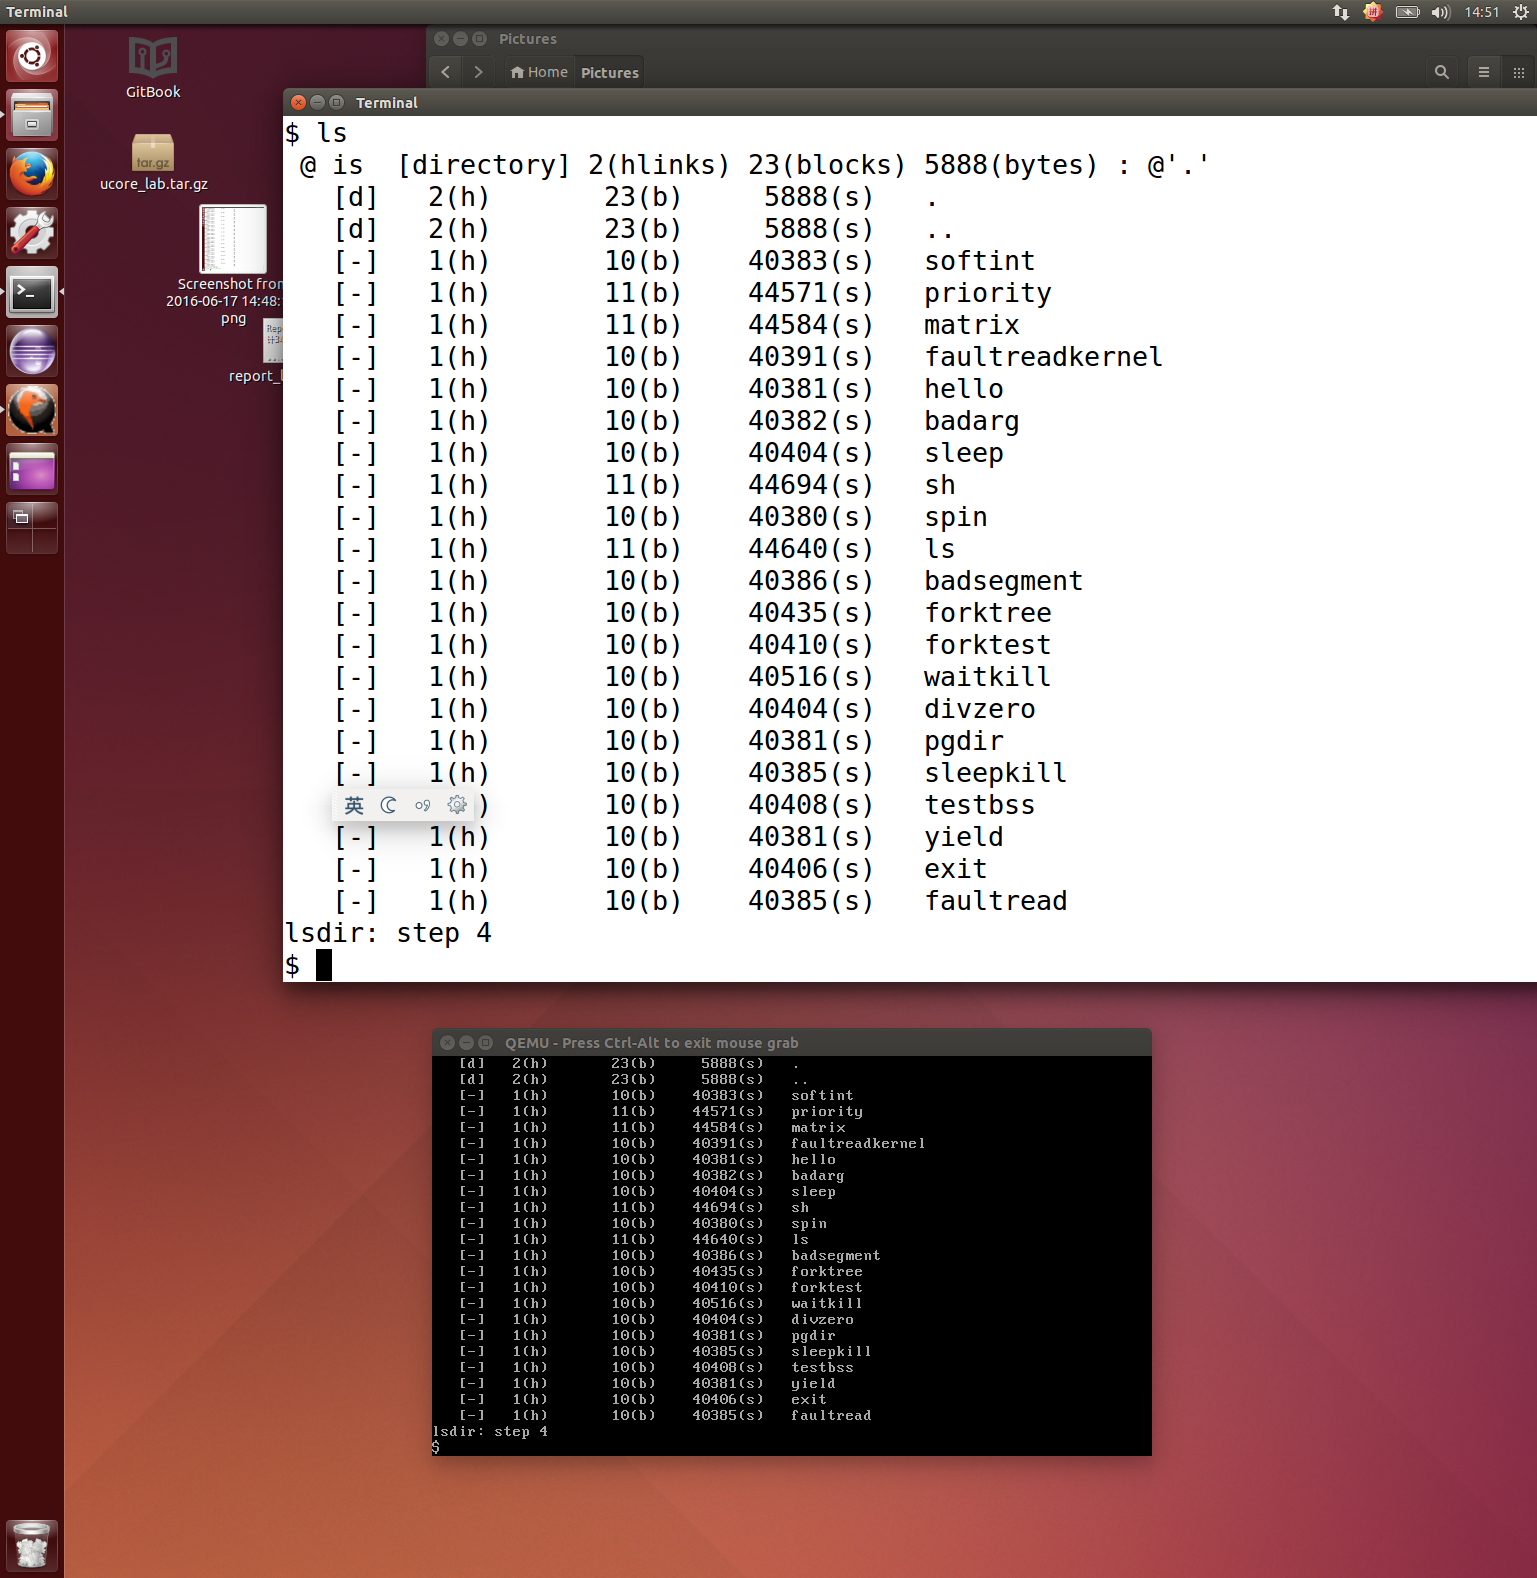 Terminal
14:51
GitBook
tar.gz
ucore_lab.tar.gz
Screenshot from
2016-06-17 14:48:
png
report_l
Pictures
Home Pictures
Terminal
$ ls
@ is [directory] 2(hlinks) 23(blocks) 5888(bytes) : @'.'
[d] 2(h) 23(b) 5888(s) .
[d] 2(h) 23(b) 5888(s) ..
[-] 1(h) 10(b) 40383(s) softint
[-] 1(h) 11(b) 44571(s) priority
[-] 1(h) 11(b) 44584(s) matrix
[-] 1(h) 10(b) 40391(s) faultreadkernel
[-] 1(h) 10(b) 40381(s) hello
[-] 1(h) 10(b) 40382(s) badarg
[-] 1(h) 10(b) 40404(s) sleep
[-] 1(h) 11(b) 44694(s) sh
[-] 1(h) 10(b) 40380(s) spin
[-] 1(h) 11(b) 44640(s) ls
[-] 1(h) 10(b) 40386(s) badsegment
[-] 1(h) 10(b) 40435(s) forktree
[-] 1(h) 10(b) 40410(s) forktest
[-] 1(h) 10(b) 40516(s) waitkill
[-] 1(h) 10(b) 40404(s) divzero
[-] 1(h) 10(b) 40381(s) pgdir
[-] 1(h) 10(b) 40385(s) sleepkill
英 ) 10(b) 40408(s) testbss
[-] 1(h) 10(b) 40381(s) yield
[-] 1(h) 10(b) 40406(s) exit
[-] 1(h) 10(b) 40385(s) faultread
lsdir: step 4
$
QEMU - Press Ctrl-Alt to exit mouse grab
[d] 2(h) 23(b) 5888(s) .
[d] 2(h) 23(b) 5888(s) ..
[-] 1(h) 10(b) 40383(s) softint
[-] 1(h) 11(b) 44571(s) priority
[-] 1(h) 11(b) 44584(s) matrix
[-] 1(h) 10(b) 40391(s) faultreadkernel
[-] 1(h) 10(b) 40381(s) hello
[-] 1(h) 10(b) 40382(s) badarg
[-] 1(h) 10(b) 40404(s) sleep
[-] 1(h) 11(b) 44694(s) sh
[-] 1(h) 10(b) 40380(s) spin
[-] 1(h) 11(b) 44640(s) ls
[-] 1(h) 10(b) 40386(s) badsegment
[-] 1(h) 10(b) 40435(s) forktree
[-] 1(h) 10(b) 40410(s) forktest
[-] 1(h) 10(b) 40516(s) waitkill
[-] 1(h) 10(b) 40404(s) divzero
[-] 1(h) 10(b) 40381(s) pgdir
[-] 1(h) 10(b) 40385(s) sleepkill
[-] 1(h) 10(b) 40408(s) testbss
[-] 1(h) 10(b) 40381(s) yield
[-] 1(h) 10(b) 40406(s) exit
[-] 1(h) 10(b) 40385(s) faultread
lsdir: step 4
$